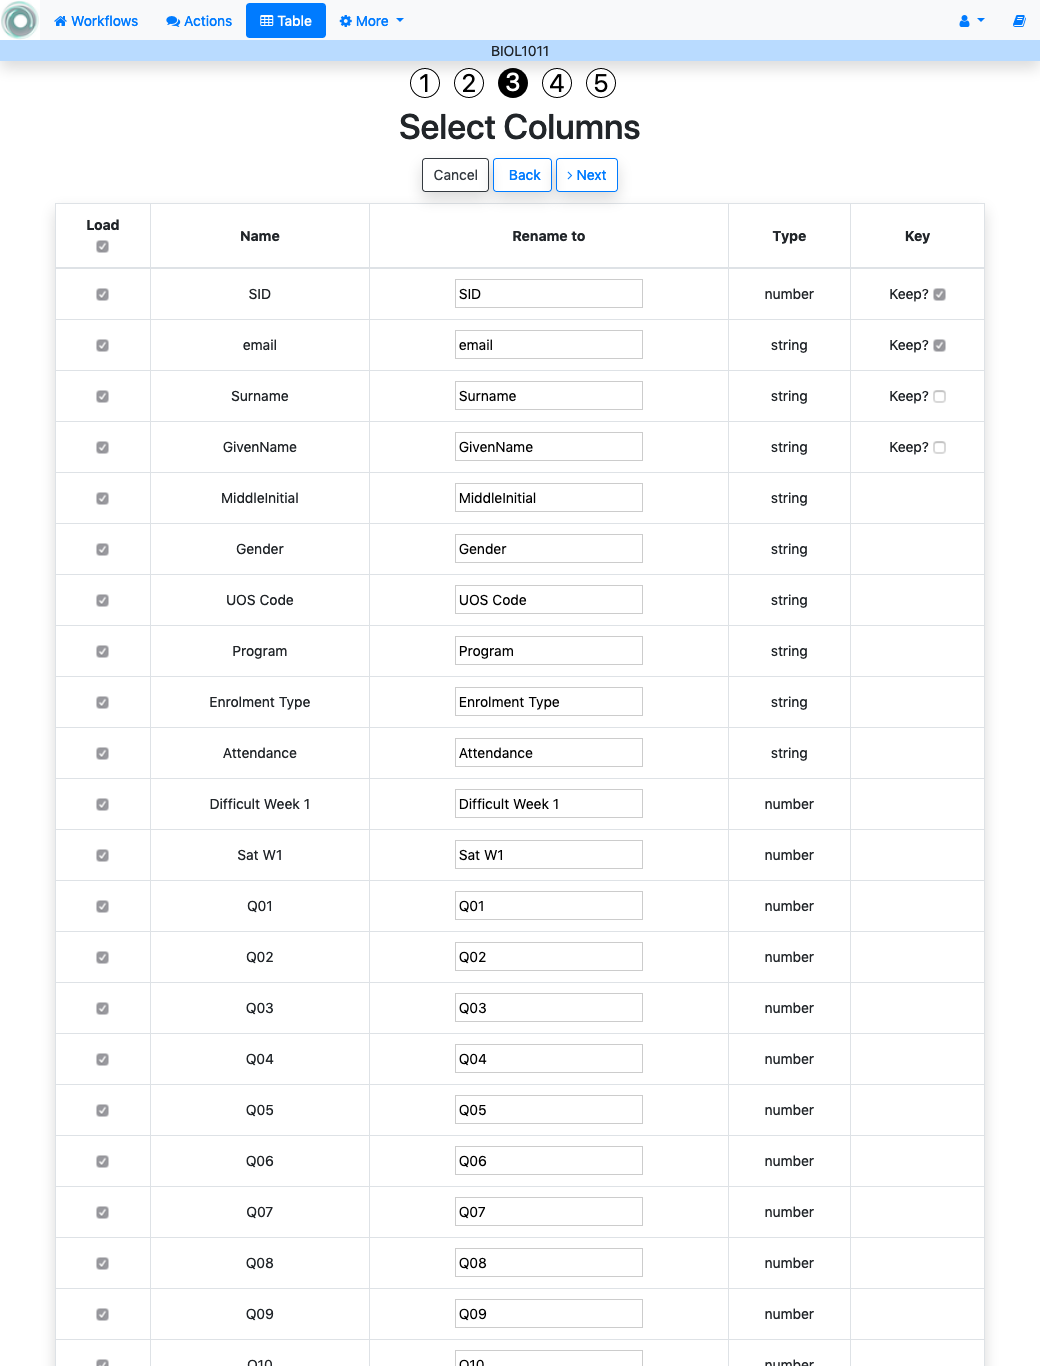 Workflows Actions Table More
BIOL1011
1 2 3 4 5
Select Columns
Cancel Back Next
Load Name Rename to Type Key
SID SID number Keep?
email email string Keep?
Surname Surname string Keep?
GivenName GivenName string Keep?
MiddleInitial MiddleInitial string
Gender Gender string
UOS Code UOS Code string
Program Program string
Enrolment Type Enrolment Type string
Attendance Attendance string
Difficult Week 1 Difficult Week 1 number
Sat W1 Sat W1 number
Q01 Q01 number
Q02 Q02 number
Q03 Q03 number
Q04 Q04 number
Q05 Q05 number
Q06 Q06 number
Q07 Q07 number
Q08 Q08 number
Q09 Q09 number
Q10 Q10 number